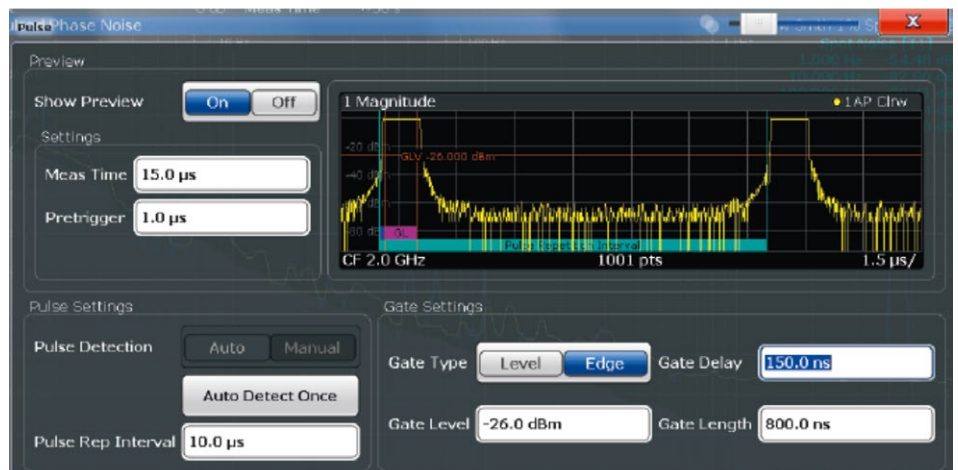 Pulse Phase Noise
Preview
Show Preview On Off
Settings
Meas Time 15.0 µs
Pretrigger 1.0 µs
1 Magnitude 1AP Clrw
-20 dBm
GLV -26.000 dBm
-40 dBm
GL
Pulse Repetition Interval
CF 2.0 GHz 1001 pts 1.5 µs/
Pulse Settings
Pulse Detection Auto Manual
Auto Detect Once
Pulse Rep Interval 10.0 µs
Gate Settings
Gate Type Level Edge Gate Delay 150.0 ns
Gate Level -26.0 dBm Gate Length 800.0 ns